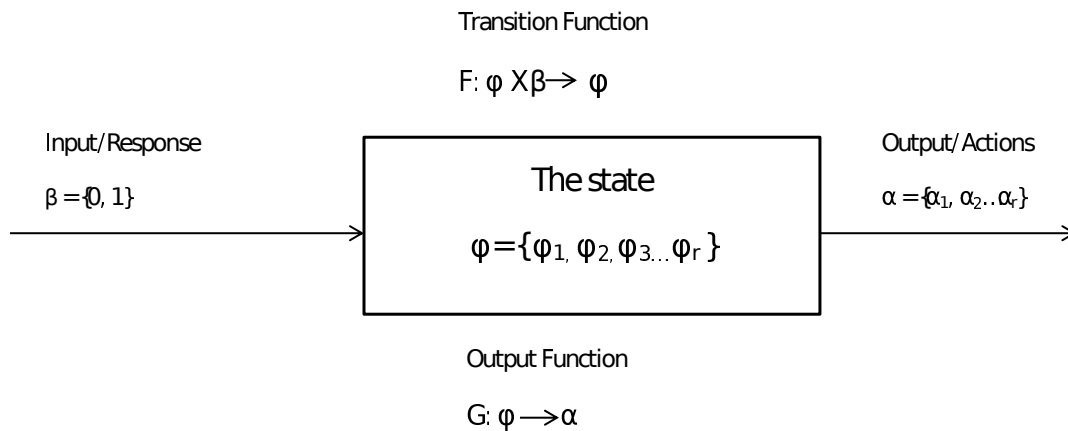 Transition Function
F: φ X β→ φ
Input/Response
β = {0, 1}
The state
φ = {φ₁, φ₂, φ₃...φᵣ }
Output/Actions
α = {α₁, α₂..αᵣ}
Output Function
G: φ → α